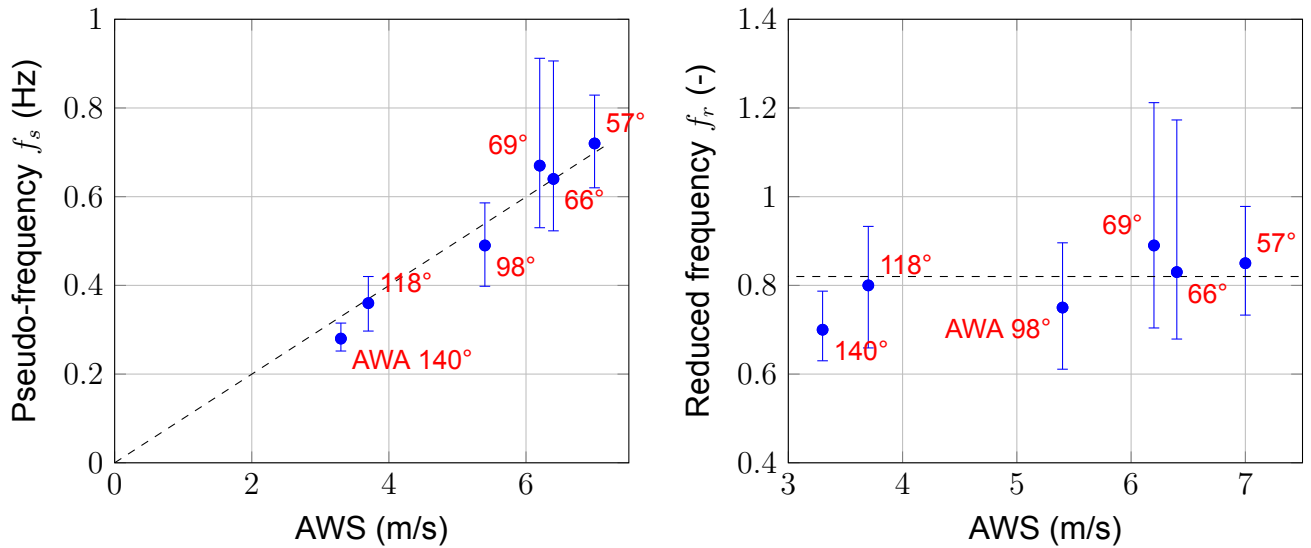 Pseudo-frequency f_s (Hz)
1
0.8
0.6
0.4
0.2
0
0 2 4 6
AWS (m/s)
57°
69°
66°
98°
118°
AWA 140°
Reduced frequency f_r (-)
1.4
1.2
1
0.8
0.6
0.4
3 4 5 6 7
AWS (m/s)
69°
57°
118°
66°
AWA 98°
140°